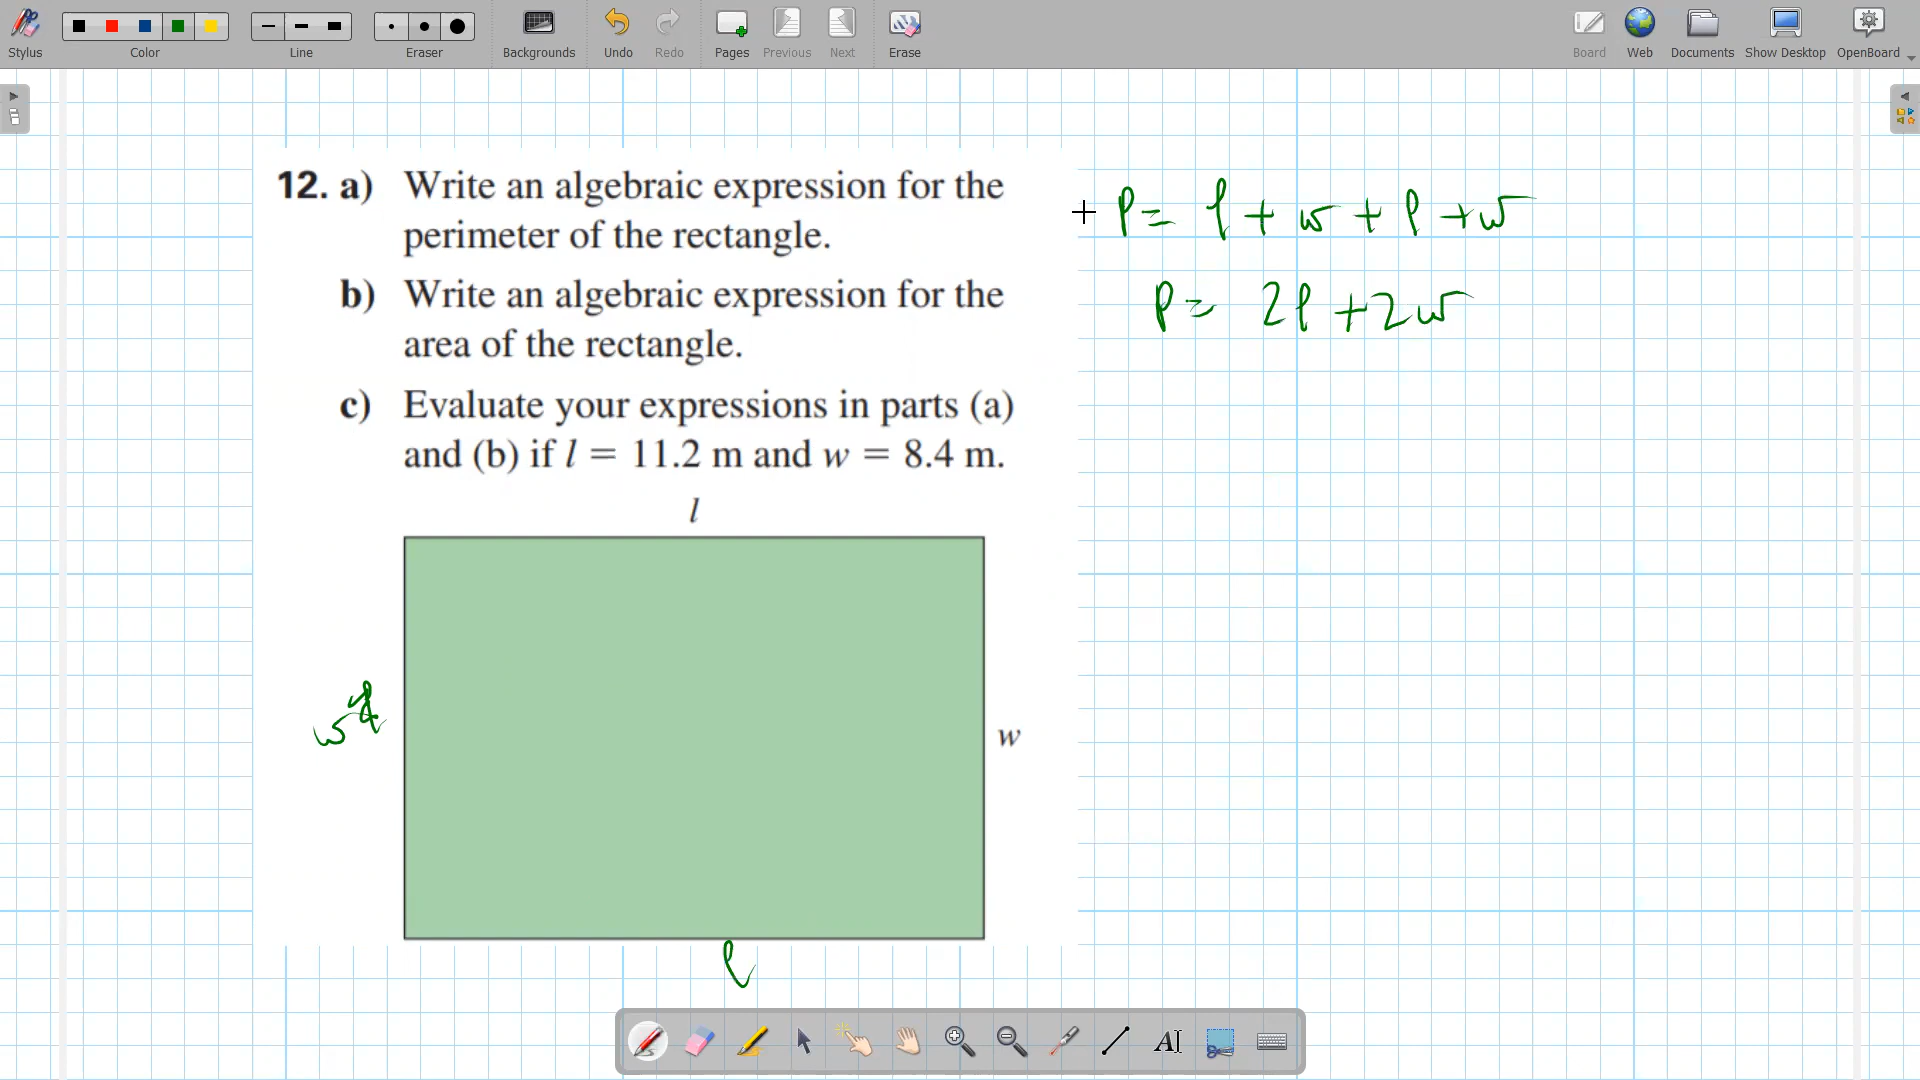 Stylus Color Line Eraser Backgrounds Undo Redo Pages Previous Next Erase Board Web Documents Show Desktop OpenBoard
12. a) Write an algebraic expression for the
perimeter of the rectangle.
b) Write an algebraic expression for the
area of the rectangle.
c) Evaluate your expressions in parts (a)
and (b) if l = 11.2 m and w = 8.4 m.
l
w
w
l
P = l + w + l + w
P = 2l + 2w
AI